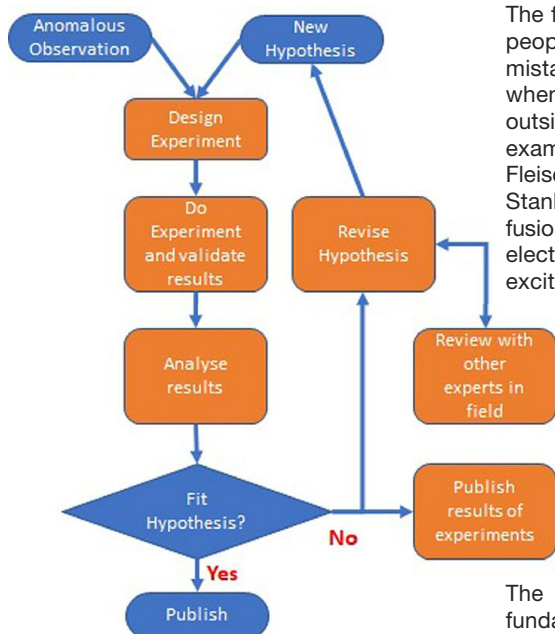 Anomalous
Observation
New
Hypothesis
Design
Experiment
Do
Experiment
and validate
results
Revise
Hypothesis
Analyse
results
Review with
other
experts in
field
Fit
Hypothesis?
No
Publish
results of
experiments
Yes
Publish
The f
peop
mista
when
outsi
exam
Fleisc
Stanl
fusion
elect
excit
The
funda